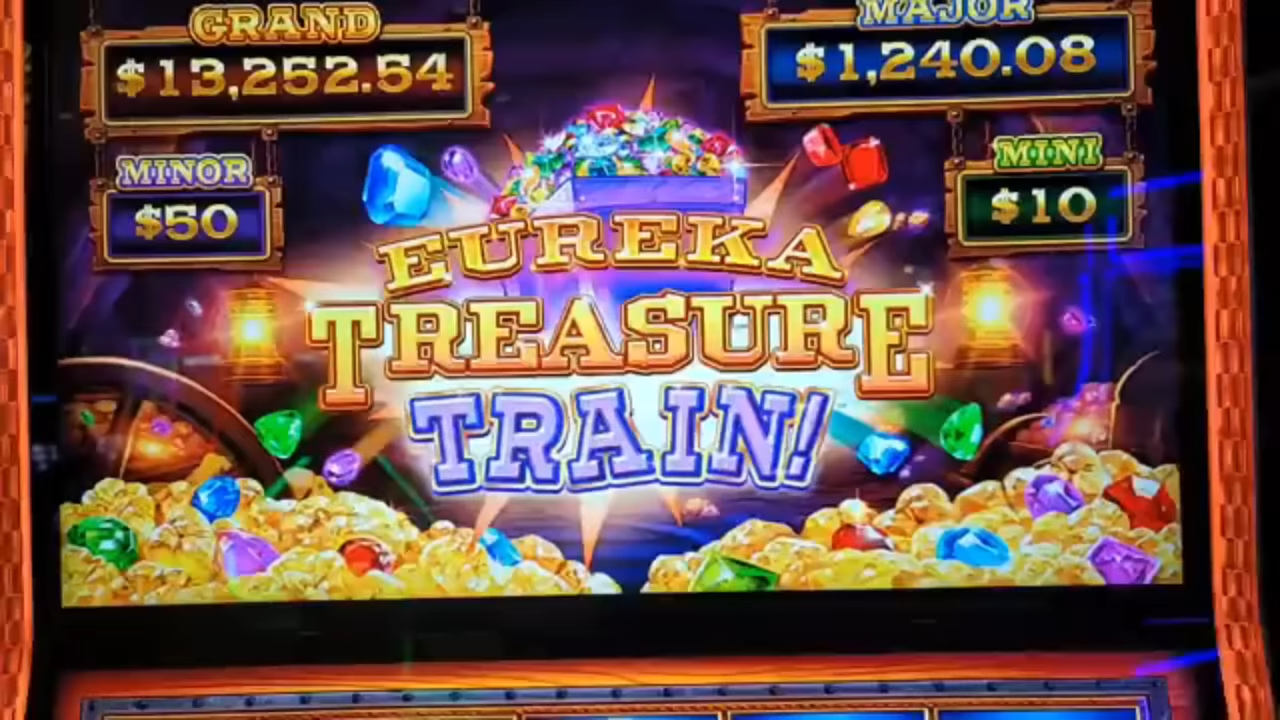 GRAND
$13,252.54
MAJOR
$1,240.08
MINOR
$50
MINI
$10
EUREKA
TREASURE
TRAIN!